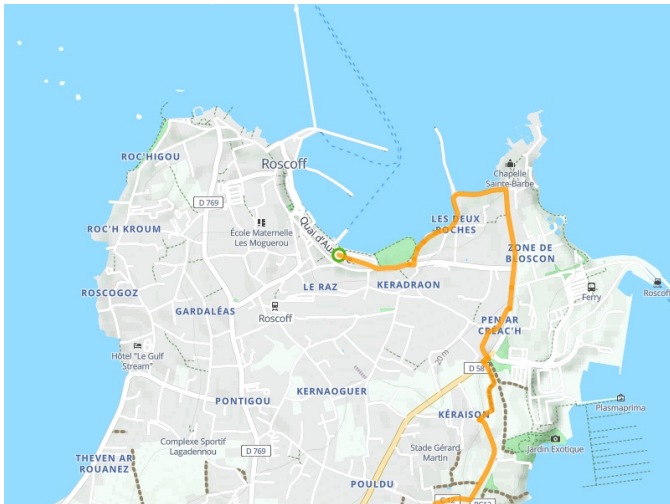 ROC'HIGOU
Roscoff
Chapelle
Sainte-Barbe
D 769
ROC'H KROUM
École Maternelle
Les Moguerou
LES DEUX
ROCHES
ZONE DE
BLOSCON
LE RAZ
KERADRAON
ROSCOGOZ
Ferry
Roscoff
GARDALÉAS
Roscoff
PEN AR
CREAC'H
Hôtel "Le Gulf
Stream"
20 m
D 58
KERNAOGUER
PONTIGOU
Plasmaprima
KÉRAISON
Complexe Sportif
Lagadennou
D 769
Stade Gérard
Martin
Jardin Exotique
THEVEN AR
ROUANEZ
POULDU